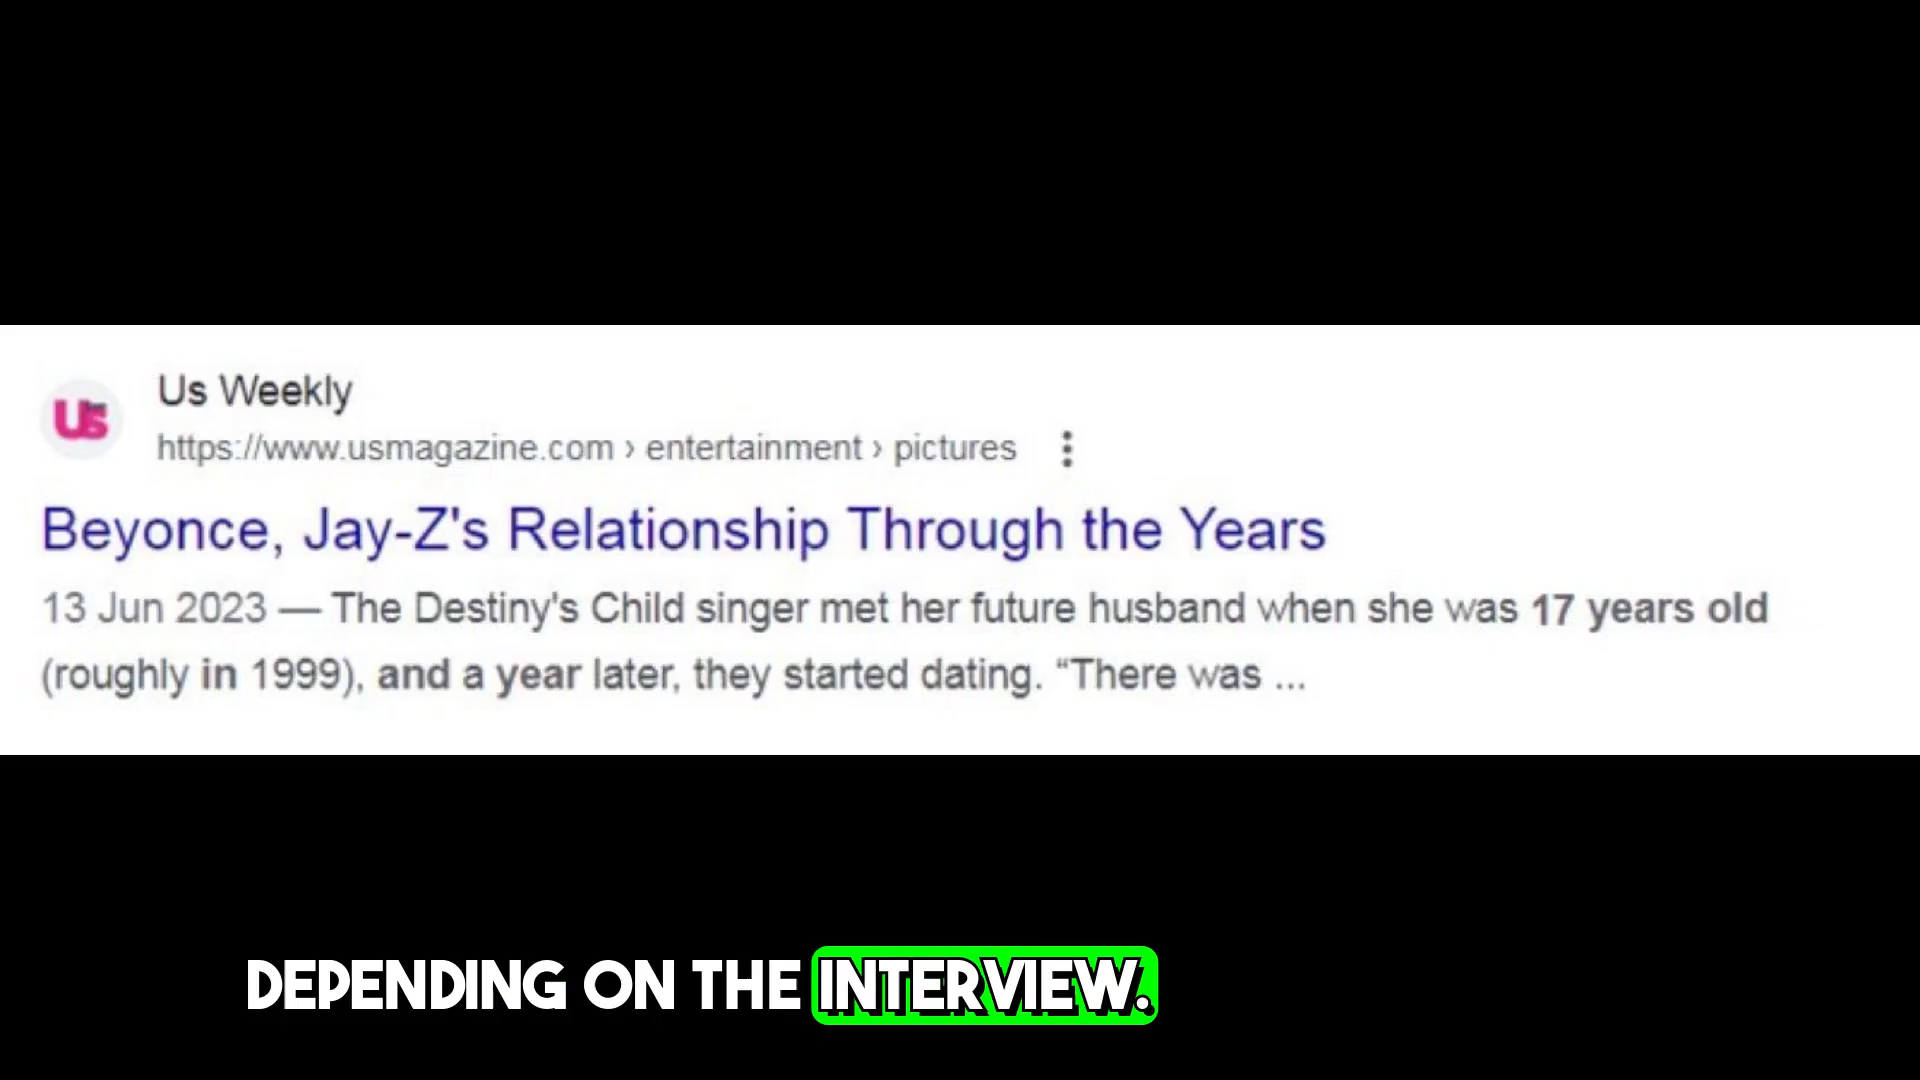 Us Weekly
Us
https://www.usmagazine.com › entertainment › pictures
Beyonce, Jay-Z's Relationship Through the Years
13 Jun 2023 — The Destiny's Child singer met her future husband when she was 17 years old
(roughly in 1999), and a year later, they started dating. “There was ...
DEPENDING ON THE INTERVIEW.